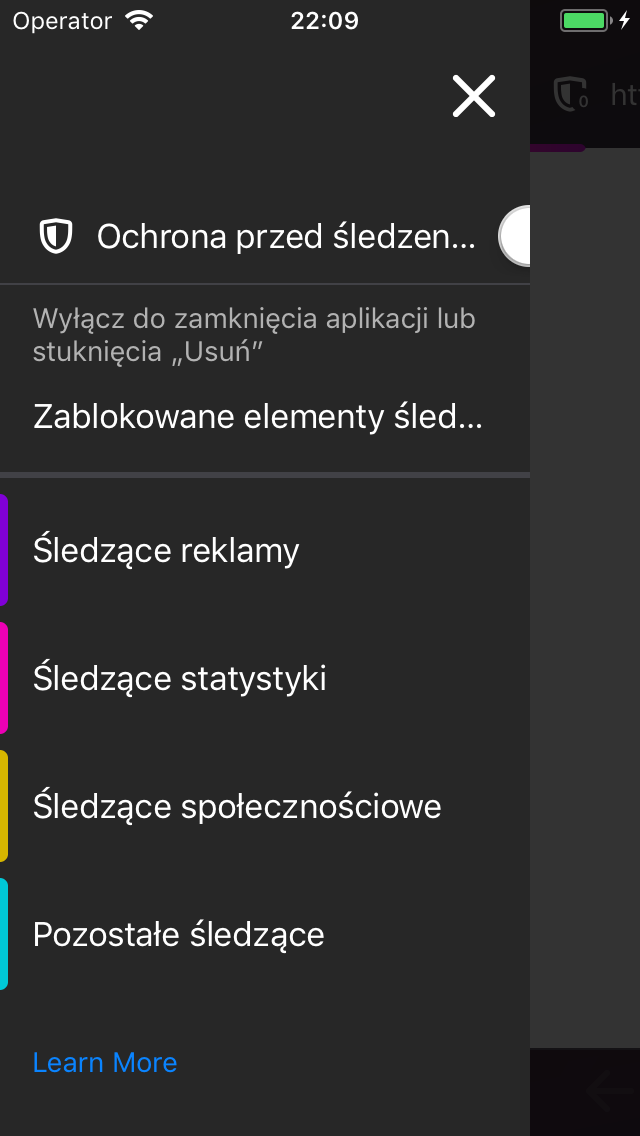 Operator 22:09
0 ht
Ochrona przed śledzen...
Wyłącz do zamknięcia aplikacji lub
stuknięcia „Usuń”
Zablokowane elementy śled...
Śledzące reklamy
Śledzące statystyki
Śledzące społecznościowe
Pozostałe śledzące
Learn More